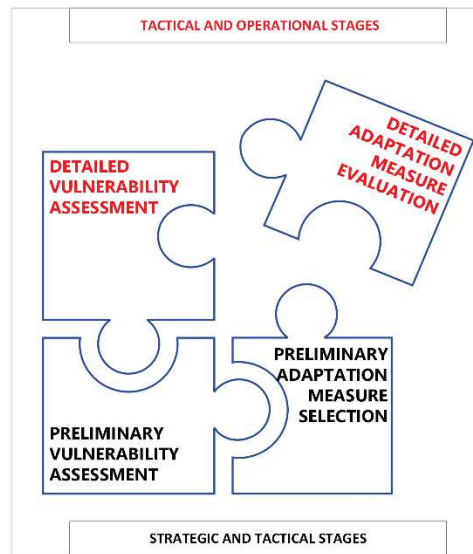 TACTICAL AND OPERATIONAL STAGES
DETAILED
ADAPTATION
MEASURE
EVALUATION
DETAILED
VULNERABILITY
ASSESSMENT
PRELIMINARY
ADAPTATION
MEASURE
SELECTION
PRELIMINARY
VULNERABILITY
ASSESSMENT
STRATEGIC AND TACTICAL STAGES